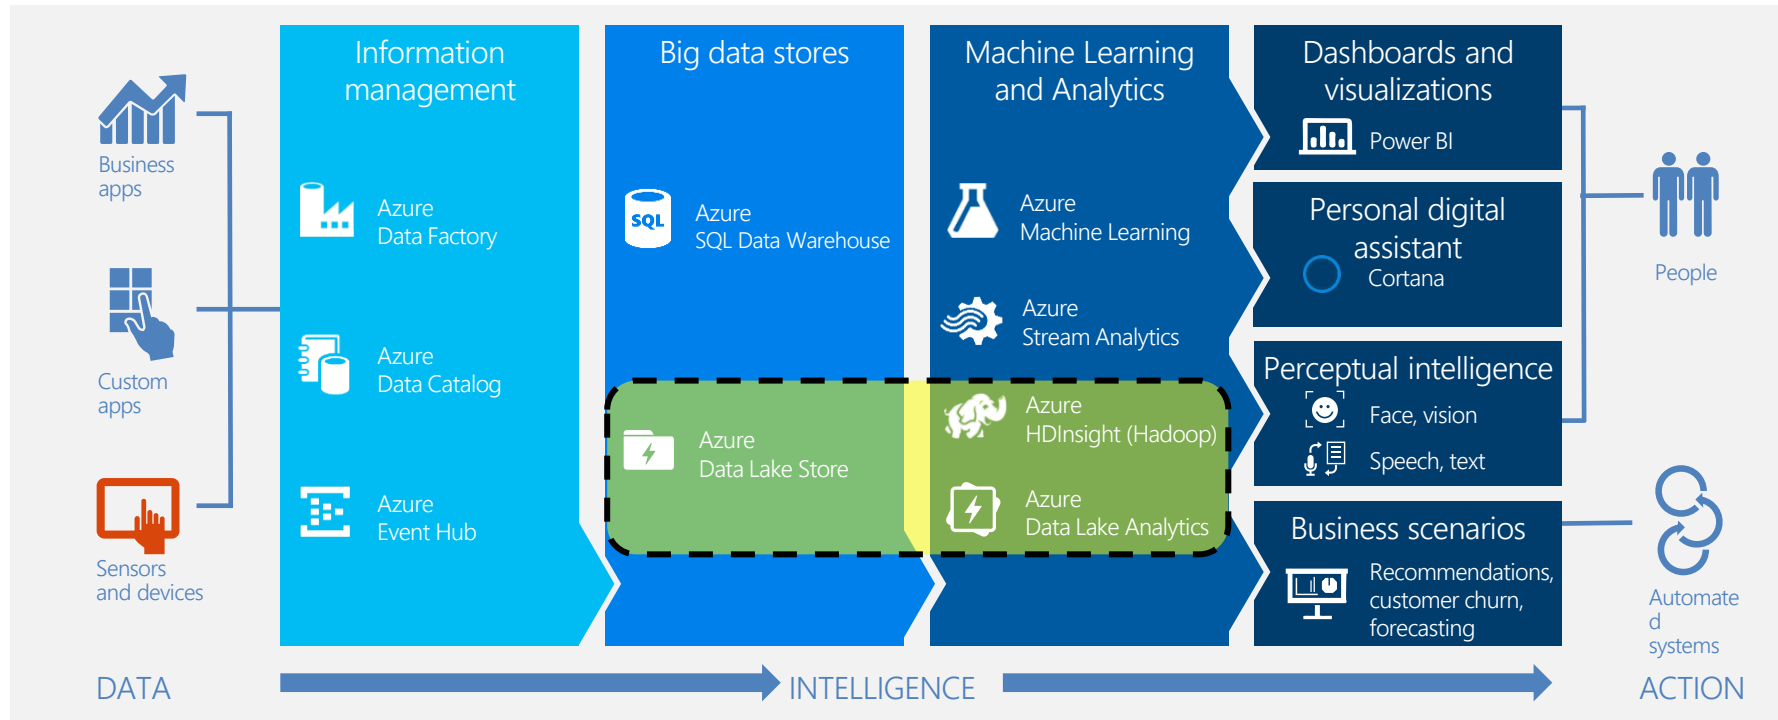 Business
apps
Custom
apps
Sensors
and devices
Information
management
Azure
Data Factory
Azure
Data Catalog
Azure
Event Hub
Big data stores
SQL
Azure
SQL Data Warehouse
Azure
Data Lake Store
Machine Learning
and Analytics
Azure
Machine Learning
Azure
Stream Analytics
Azure
HDInsight (Hadoop)
Azure
Data Lake Analytics
Dashboards and
visualizations
Power BI
Personal digital
assistant
Cortana
Perceptual intelligence
Face, vision
Speech, text
Business scenarios
Recommendations,
customer churn,
forecasting
People
Automate
d
systems
DATA
INTELLIGENCE
ACTION